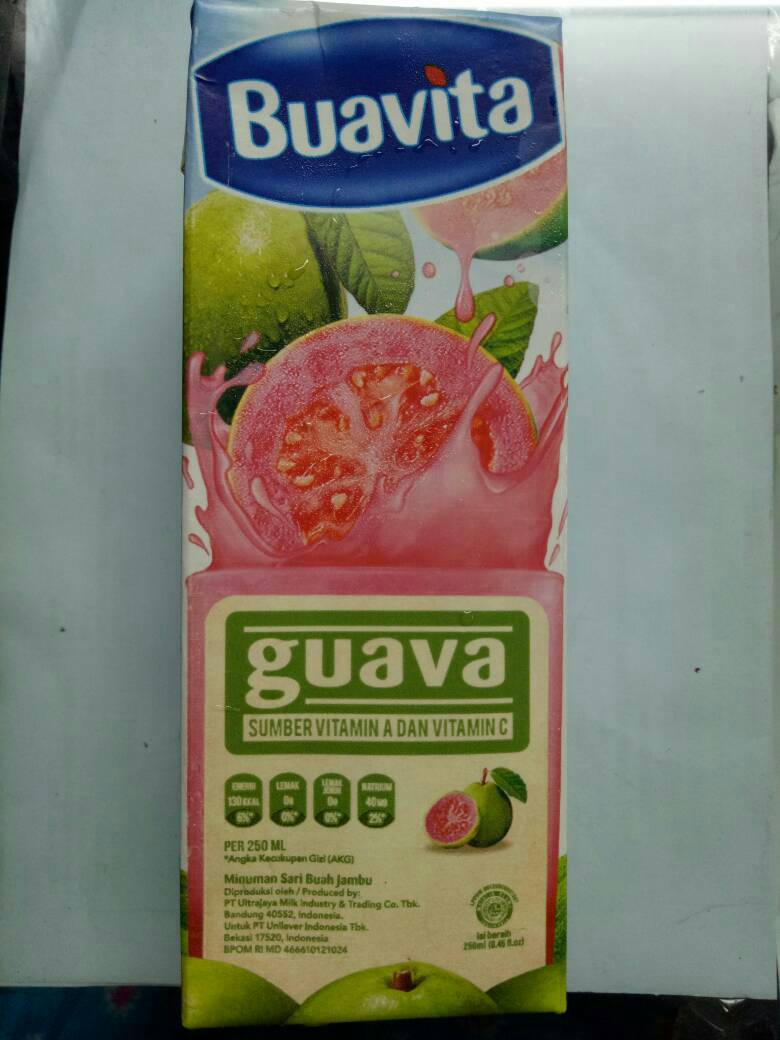 Buavita
guava
SUMBER VITAMIN A DAN VITAMIN C
ENERGI LEMAK LEMAK JENUH NATRIUM
130 KKAL 0g 0g 40 MG
6%* 0%* 0%* 2%*
PER 250 ML
*Angka Kecukupan Gizi (AKG)
Minuman Sari Buah Jambu
Diproduksi oleh / Produced by:
PT Ultrajaya Milk Industry & Trading Co. Tbk.
Bandung 40552, Indonesia.
Untuk PT Unilever Indonesia Tbk.
Bekasi 17520, Indonesia
BPOM RI MD 466610121024
Isi bersih
250ml (8.45 fl.oz)